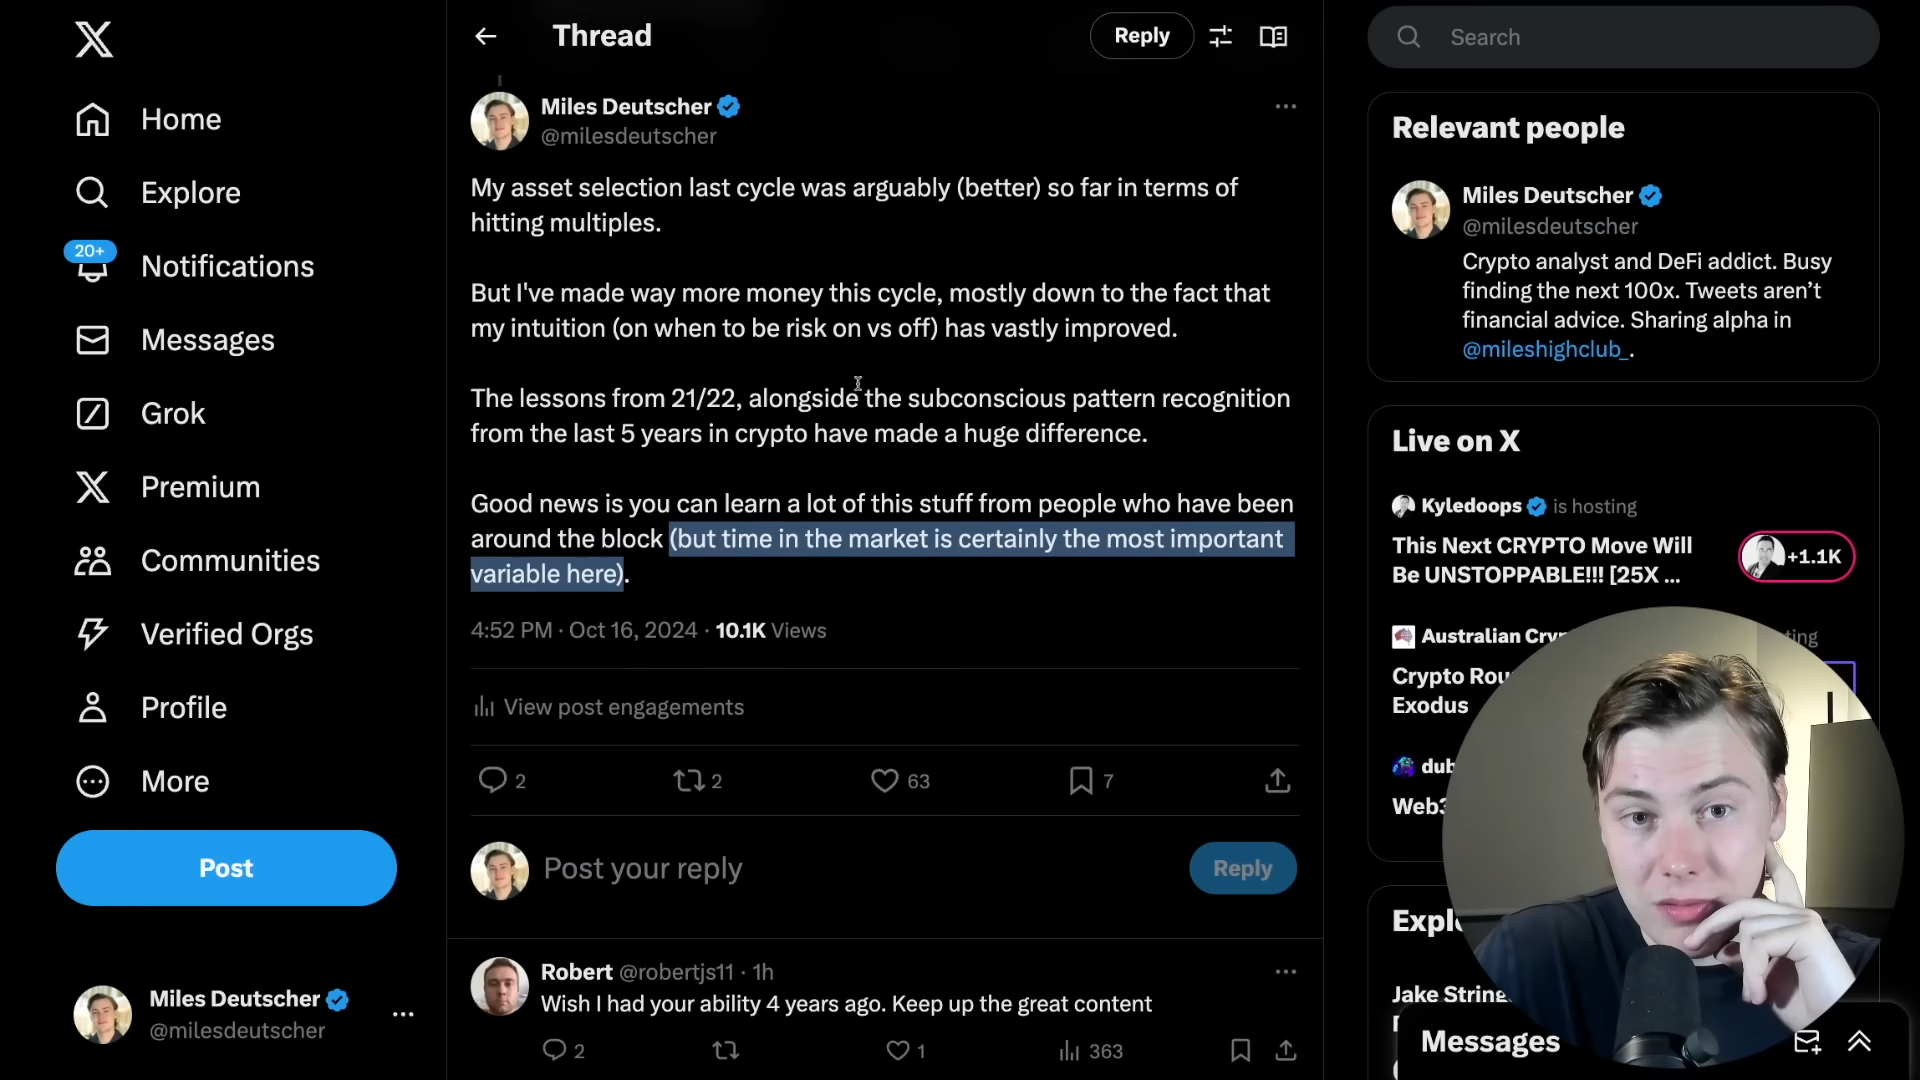 Home
Explore
20+
Notifications
Messages
Grok
Premium
Communities
Verified Orgs
Profile
More
Post
Miles Deutscher
@milesdeutscher
Thread
Reply
Miles Deutscher
@milesdeutscher
My asset selection last cycle was arguably (better) so far in terms of
hitting multiples.
But I've made way more money this cycle, mostly down to the fact that
my intuition (on when to be risk on vs off) has vastly improved.
The lessons from 21/22, alongside the subconscious pattern recognition
from the last 5 years in crypto have made a huge difference.
Good news is you can learn a lot of this stuff from people who have been
around the block (but time in the market is certainly the most important
variable here).
4:52 PM · Oct 16, 2024 · 10.1K Views
View post engagements
2 2 63 7
Post your reply
Reply
Robert @robertjs11 · 1h
Wish I had your ability 4 years ago. Keep up the great content
2 1 363
Search
Relevant people
Miles Deutscher
@milesdeutscher
Crypto analyst and DeFi addict. Busy
finding the next 100x. Tweets aren’t
financial advice. Sharing alpha in
@mileshighclub_.
Live on X
Kyledoops is hosting
This Next CRYPTO Move Will
Be UNSTOPPABLE!!! [25X ...
+1.1K
Australian
Crypto
Exodus
Jake
Messages